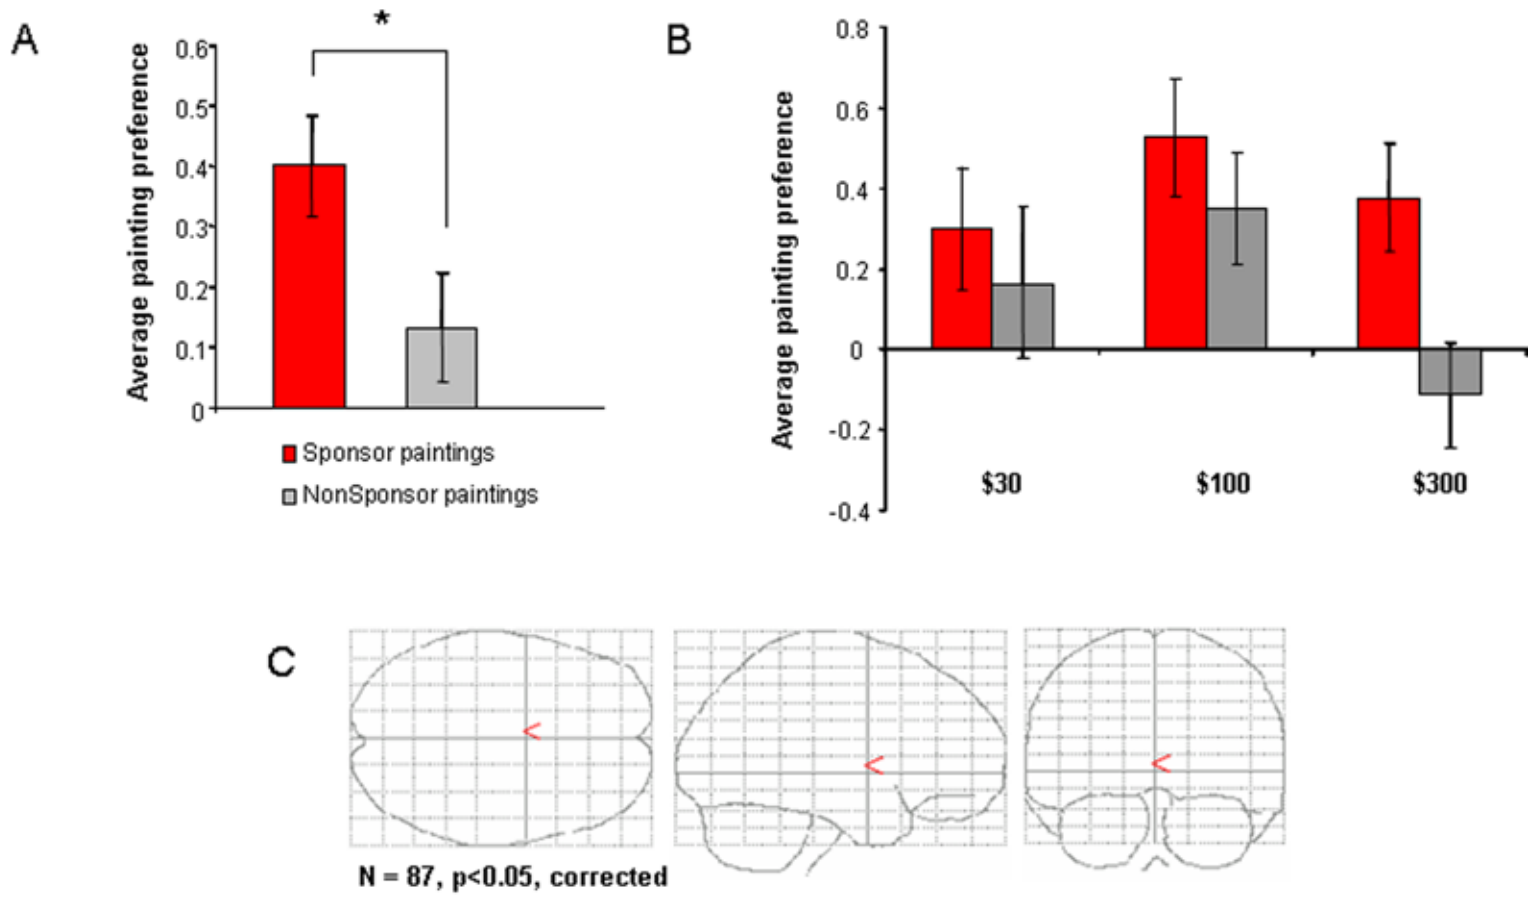 A
*
Average painting preference
0.6
0.5
0.4
0.3
0.2
0.1
0
Sponsor paintings
NonSponsor paintings
B
Average painting preference
0.8
0.6
0.4
0.2
0
-0.2
-0.4
$30
$100
$300
C
N = 87, p<0.05, corrected